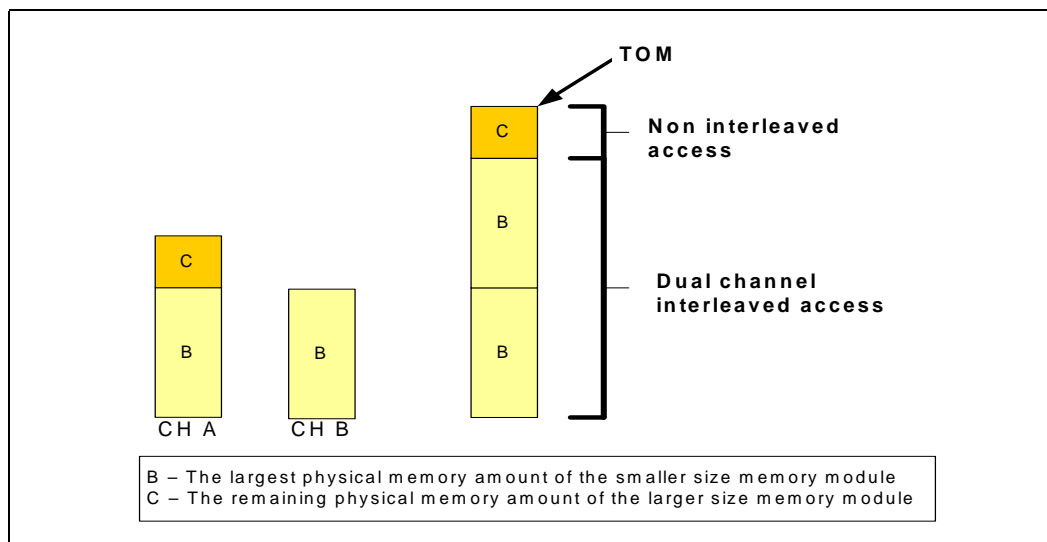 TOM
C
Non interleaved
access
B
C
Dual channel
interleaved access
B
B
B
CH A
CH B
B – The largest physical memory amount of the smaller size memory module
C – The remaining physical memory amount of the larger size memory module